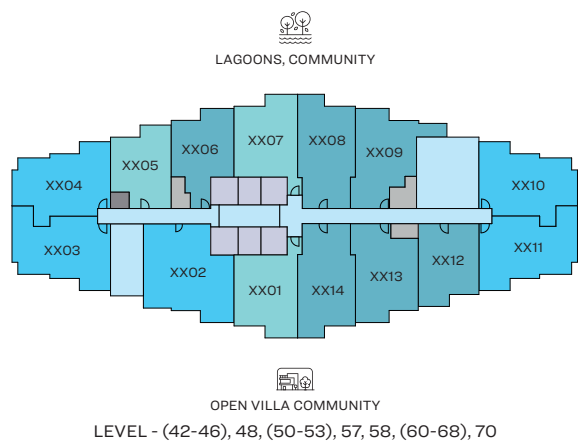 LAGOONS, COMMUNITY
XX07
XX08
XX06
XX05
XX09
XX04
XX10
XX03
XX02
XX01
XX14
XX13
XX12
XX11
OPEN VILLA COMMUNITY
LEVEL - (42-46), 48, (50-53), 57, 58, (60-68), 70